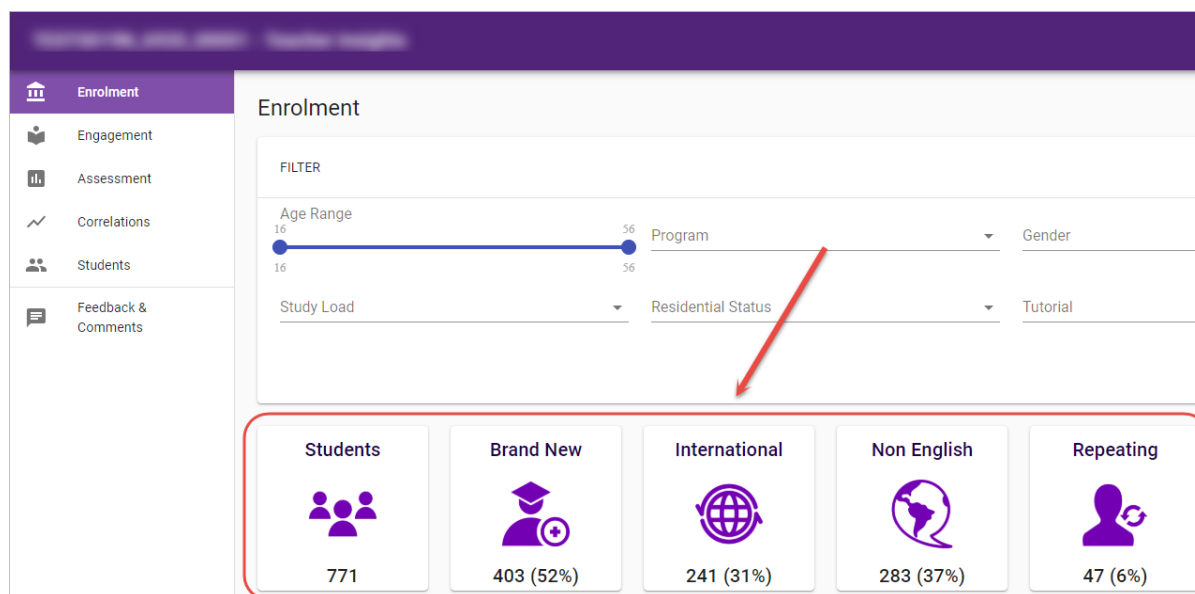 Enrolment
Engagement
Assessment
Correlations
Students
Feedback &
Comments
Enrolment
FILTER
Age Range
16 56
16 56
Program
Gender
Study Load
Residential Status
Tutorial
Students
771
Brand New
403 (52%)
International
241 (31%)
Non English
283 (37%)
Repeating
47 (6%)